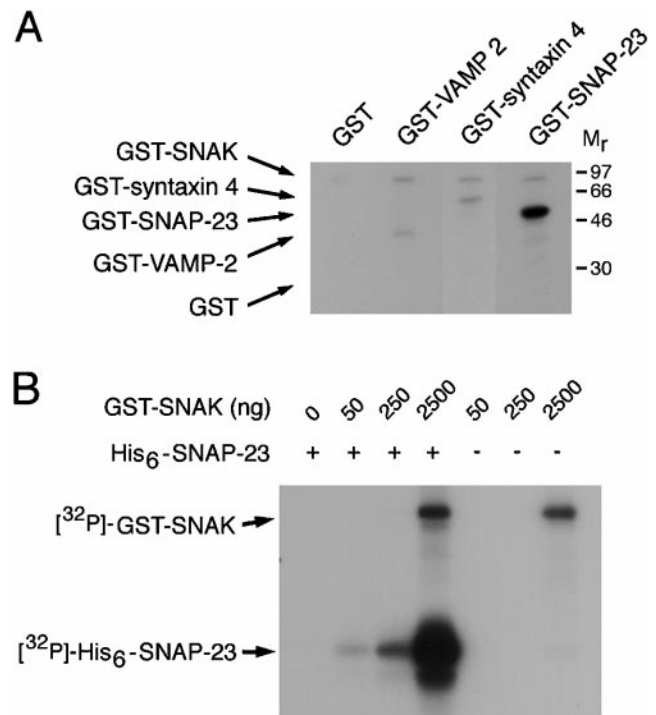 A
GST
GST-VAMP 2
GST-syntaxin 4
GST-SNAP-23
Mr
GST-SNAK
GST-syntaxin 4
GST-SNAP-23
GST-VAMP-2
GST
-97
-66
-46
-30
B
GST-SNAK (ng) 0 50 250 2500 50 250 2500
His6-SNAP-23 + + + + - - -
[32P]-GST-SNAK
[32P]-His6-SNAP-23